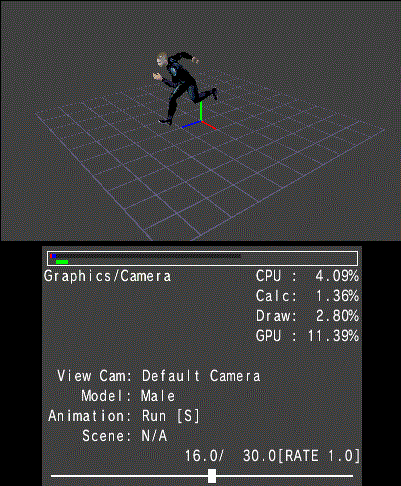 Graphics/Camera CPU : 4.09%
Calc: 1.36%
Draw: 2.80%
GPU : 11.39%
View Cam: Default Camera
Model: Male
Animation: Run [S]
Scene: N/A
16.0/ 30.0[RATE 1.0]